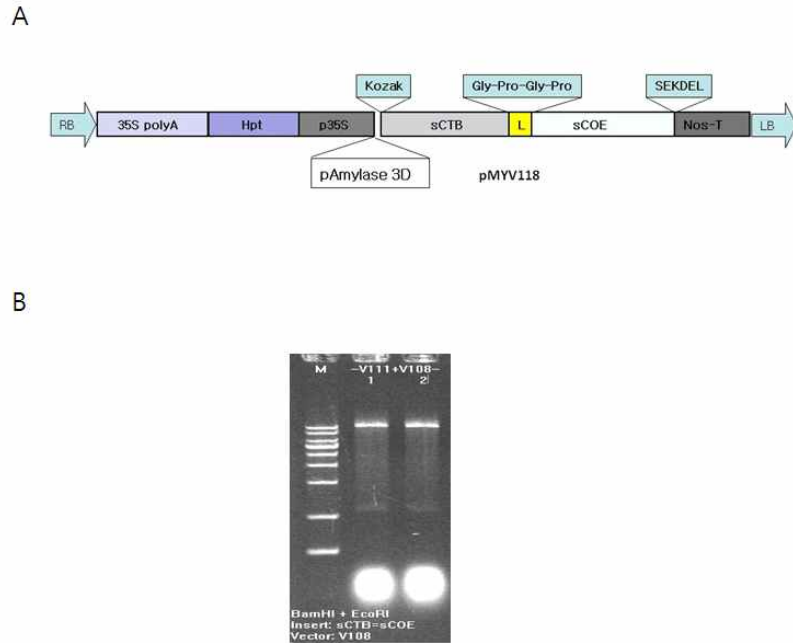 A
Kozak
Gly-Pro-Gly-Pro
SEKDEL
RB
35S polyA
Hpt
p35S
sCTB
L
sCOE
Nos-T
LB
pAmylase 3D
pMYV118
B
M
-V111+V108-
1
2
BamHI + EcoRI
Insert: sCTB=sCOE
Vector: V108